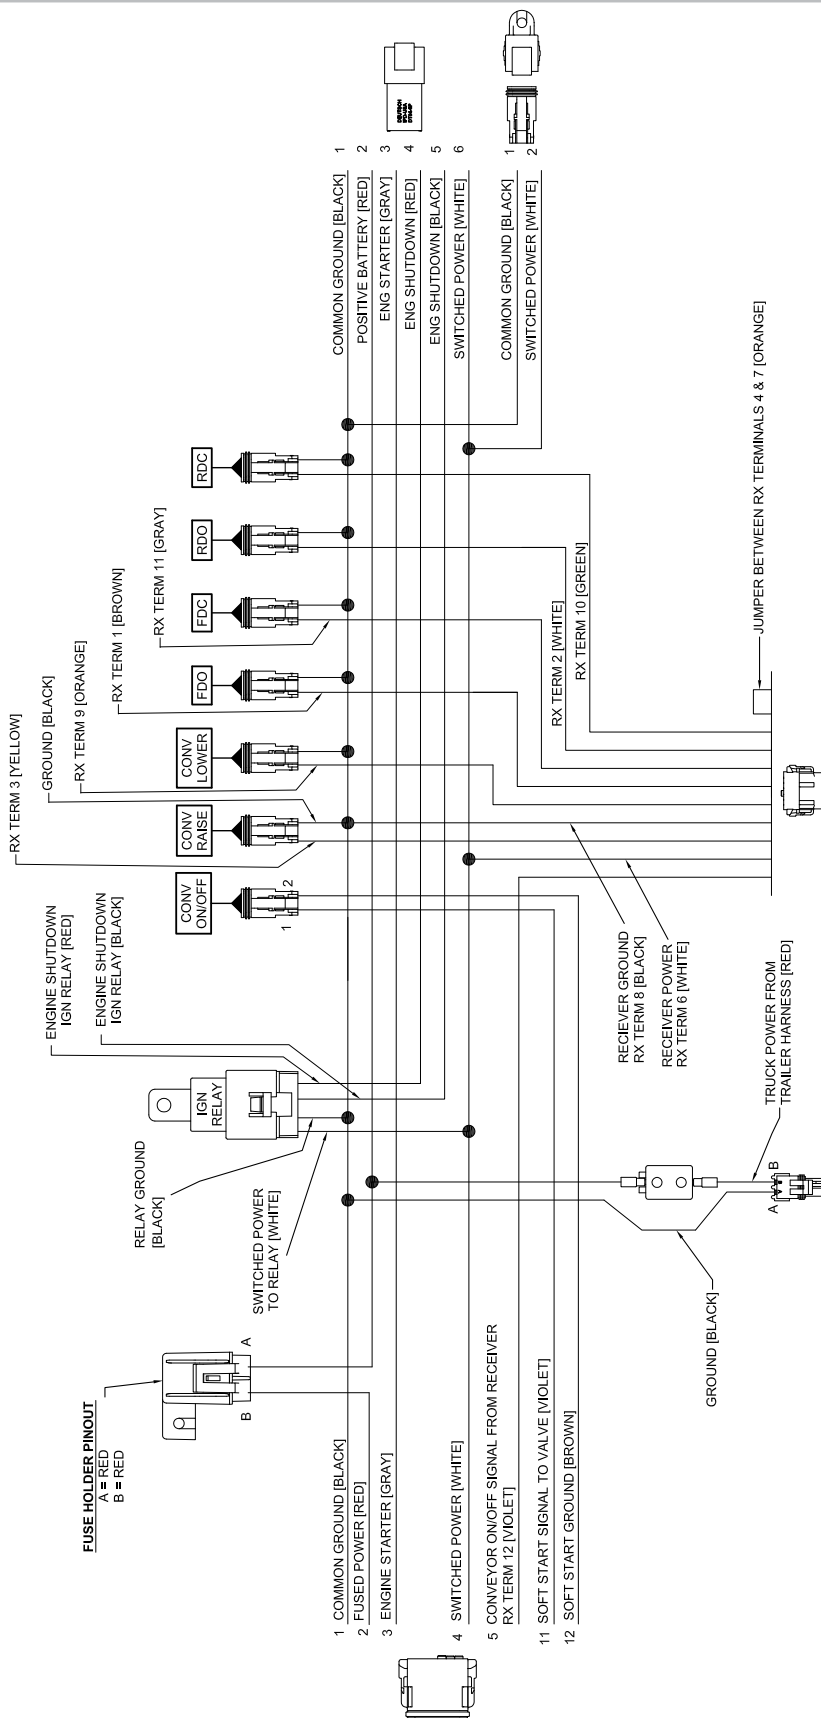 FUSE HOLDER PINOUT
A = RED
B = RED
B
A
RELAY GROUND
[BLACK]
SWITCHED POWER
TO RELAY [WHITE]
IGN
RELAY
ENGINE SHUTDOWN
IGN RELAY [RED]
ENGINE SHUTDOWN
IGN RELAY [BLACK]
RX TERM 3 [YELLOW]
GROUND [BLACK]
RX TERM 9 [ORANGE]
RX TERM 1 [BROWN]
RX TERM 11 [GRAY]
CONV
ON/OFF
1
2
CONV
RAISE
CONV
LOWER
FDO
FDC
RDO
RDC
1 COMMON GROUND [BLACK]
2 FUSED POWER [RED]
3 ENGINE STARTER [GRAY]
4 SWITCHED POWER [WHITE]
5 CONVEYOR ON/OFF SIGNAL FROM RECEIVER
RX TERM 12 [VIOLET]
11 SOFT START SIGNAL TO VALVE [VIOLET]
12 SOFT START GROUND [BROWN]
COMMON GROUND [BLACK] 1
POSITIVE BATTERY [RED] 2
ENG STARTER [GRAY] 3
ENG SHUTDOWN [RED] 4
ENG SHUTDOWN [BLACK] 5
SWITCHED POWER [WHITE] 6
COMMON GROUND [BLACK] 1
SWITCHED POWER [WHITE] 2
RX TERM 2 [WHITE]
RX TERM 10 [GREEN]
RECIEVER GROUND
RX TERM 8 [BLACK]
RECEIVER POWER
RX TERM 6 [WHITE]
JUMPER BETWEEN RX TERMINALS 4 & 7 [ORANGE]
GROUND [BLACK]
A
B
TRUCK POWER FROM
TRAILER HARNESS [RED]